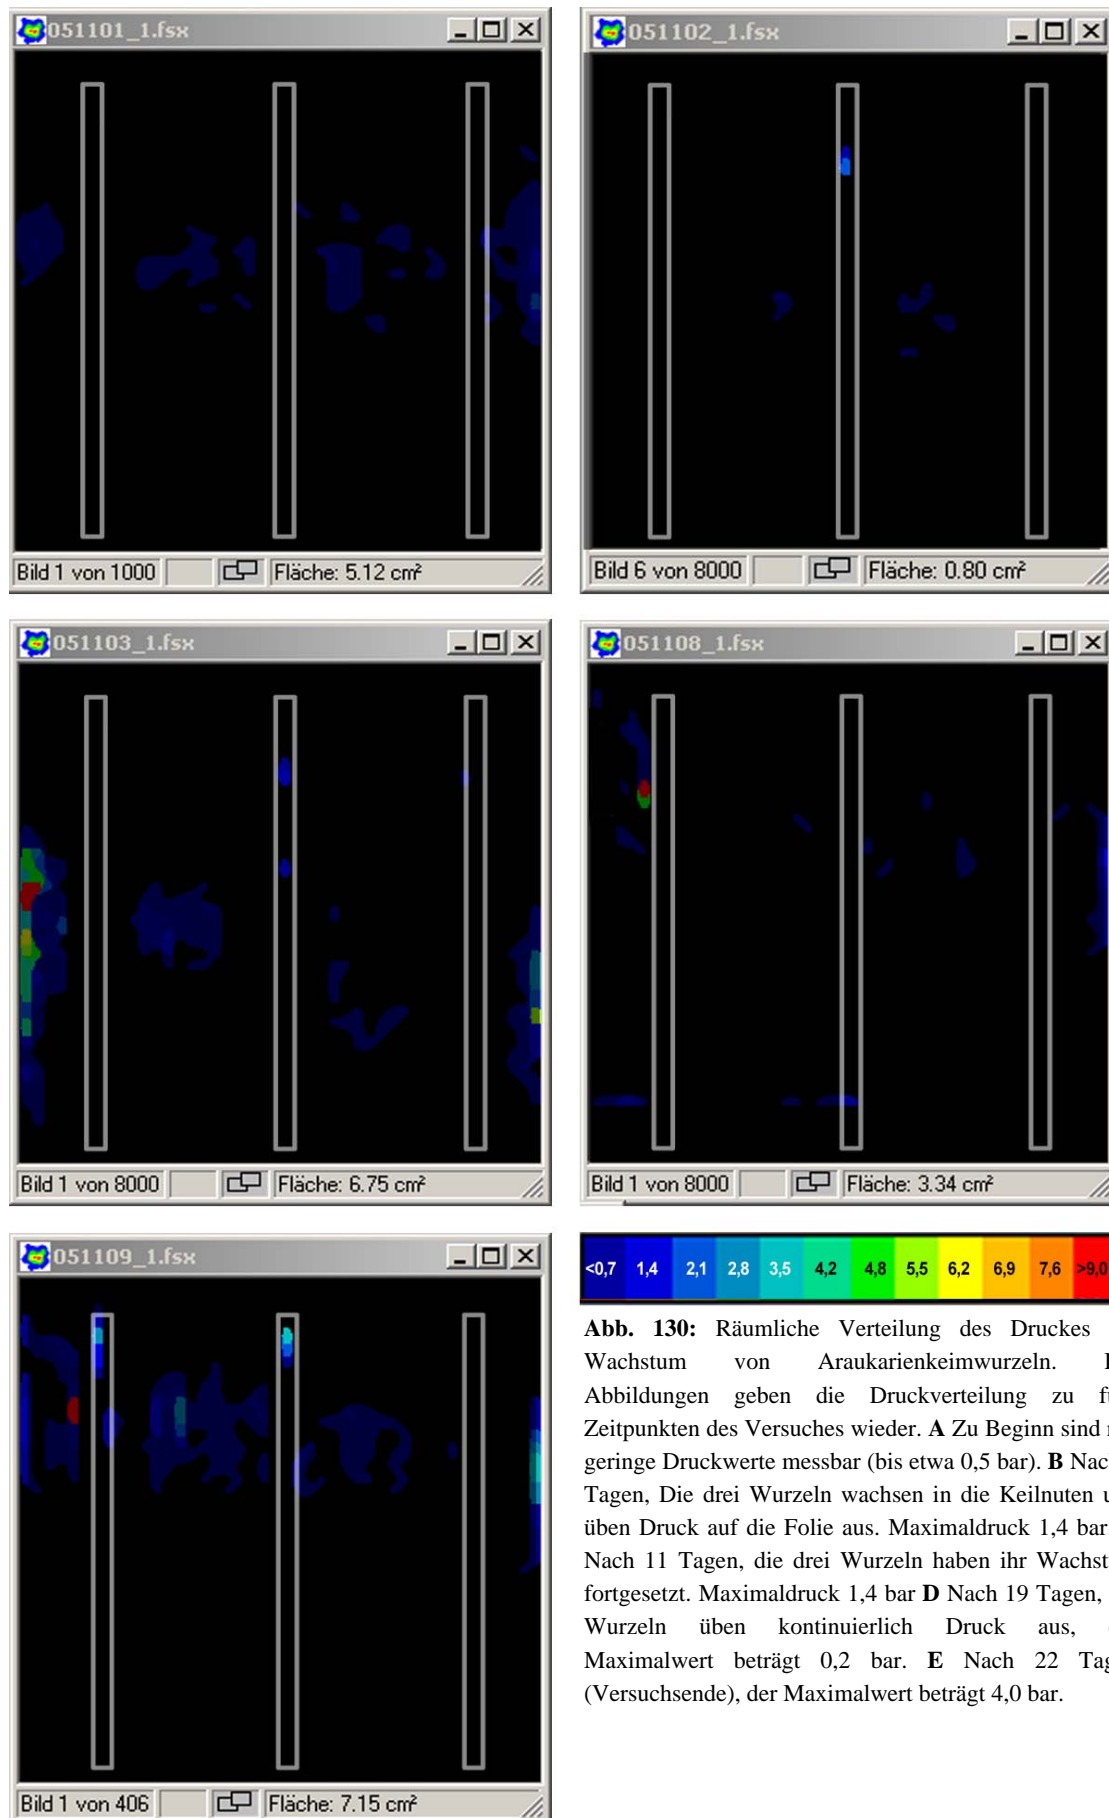 051101_1.fsx
Bild 1 von 1000 Fläche: 5.12 cm²
051102_1.fsx
Bild 6 von 8000 Fläche: 0.80 cm²
051103_1.fsx
Bild 1 von 8000 Fläche: 6.75 cm²
051108_1.fsx
Bild 1 von 8000 Fläche: 3.34 cm²
051109_1.fsx
Bild 1 von 406 Fläche: 7.15 cm²
<0,7 1,4 2,1 2,8 3,5 4,2 4,8 5,5 6,2 6,9 7,6 >9,0
Abb. 130: Räumliche Verteilung des Druckes
Wachstum von Araukarienkeimwurzeln.
Abbildungen geben die Druckverteilung zu
Zeitpunkten des Versuches wieder. A Zu Beginn sind
geringe Druckwerte messbar (bis etwa 0,5 bar). B Nach
Tagen, Die drei Wurzeln wachsen in die Keilnuten
üben Druck auf die Folie aus. Maximaldruck 1,4 bar.
Nach 11 Tagen, die drei Wurzeln haben ihr
fortgesetzt. Maximaldruck 1,4 bar D Nach 19 Tagen,
Wurzeln üben kontinuierlich Druck aus,
Maximalwert beträgt 0,2 bar. E Nach 22
(Versuchsende), der Maximalwert beträgt 4,0 bar.